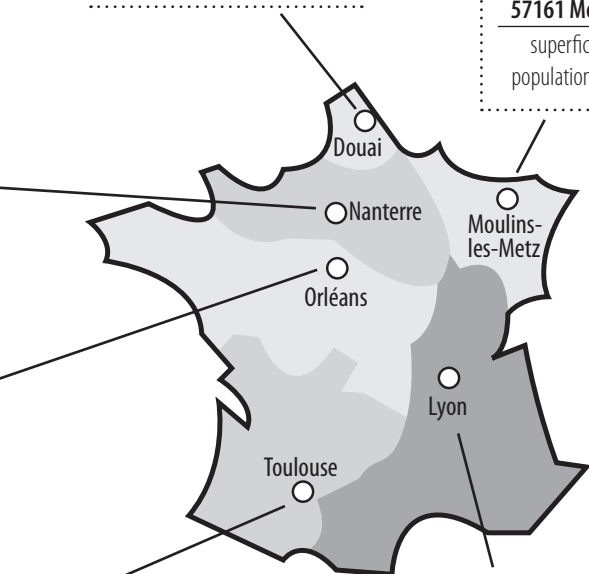 57161 Mo
superfic
population
Douai
Nanterre
Moulins-
les-Metz
Orléans
Lyon
Toulouse